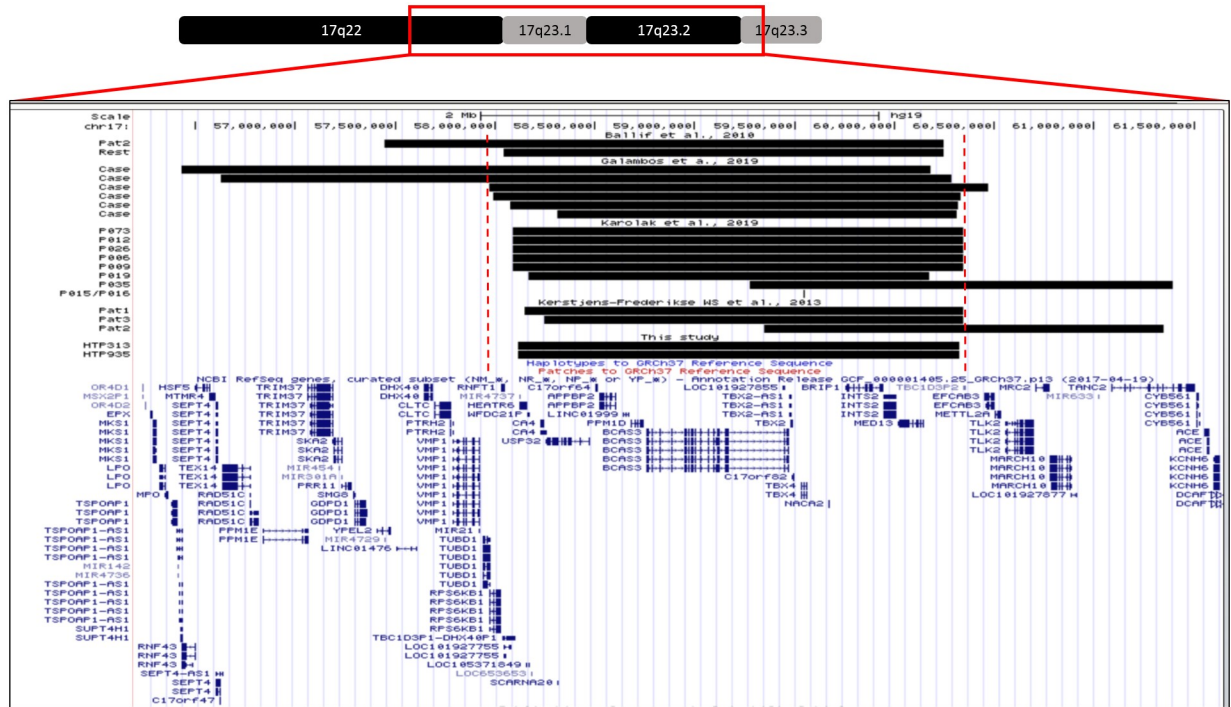 17q22 17q23.1 17q23.2 17q23.3
Scale 2 Mb hg19
chr17: 57,000,000 57,500,000 58,000,000 58,500,000 59,000,000 59,500,000 60,000,000 60,500,000 61,000,000 61,500,000
Ballif et al., 2010
Pat2
Rest
Galambos et a., 2019
Case
Case
Case
Case
Case
Case
Karolak et al., 2019
P073
P012
P026
P006
P009
P019
P035
P015/P016
Kerstjens-Frederikse WS et al., 2013
Pat1
Pat3
Pat2
This study
HTP313
HTP935
Haplotypes to GRCh37 Reference Sequence
Patches to GRCh37 Reference Sequence
NCBI RefSeq genes, curated subset (NM_*, NR_*, NP_* or YP_*) - Annotation Release GCF_000001405.25_GRCh37.p13 (2017-04-19)
OR4D1 HSF5 TRIM37 DHX40 RNFT1 C17orf64 LOC101927855 BRIP1 TBC1D3P2 MRC2 TANC2
MSX2P1 MTMR4 TRIM37 DHX40 MIR4737 APPBP2 TBX2-AS1 INTS2 EFCAB3 MIR633 CYB561
OR4D2 SEPT4 TRIM37 CLTC HEATR6 APPBP2 TBX2-AS1 INTS2 EFCAB3 CYB561
EPX SEPT4 TRIM37 CLTC WFDC21P LINC01999 TBX2-AS1 INTS2 METTL2A CYB561
MKS1 SEPT4 TRIM37 PTRH2 CA4 PPM1D TBX2 MED13 TLK2 CYB561
MKS1 SEPT4 TRIM37 PTRH2 CA4 BCAS3 TLK2 ACE
MKS1 SEPT4 SKA2 VMP1 USP32 BCAS3 TLK2 ACE
MKS1 SEPT4 SKA2 VMP1 BCAS3 TLK2 ACE
LPO TEX14 SKA2 VMP1 BCAS3 MARCH10 KCNH6
LPO TEX14 MIR454 VMP1 BCAS3 MARCH10 KCNH6
LPO TEX14 MIR301A VMP1 C17orf82 MARCH10 KCNH6
PRR11 VMP1 TBX4 MARCH10 KCNH6
MPO RAD51C SMG8 VMP1 TBX4 LOC101927877 DCAF7
TSPOAP1 RAD51C GDPD1 VMP1 NACA2 DCAF7
TSPOAP1 RAD51C GDPD1 VMP1
TSPOAP1 RAD51C GDPD1 VMP1
TSPOAP1-AS1 PPM1E YPEL2 MIR21
TSPOAP1-AS1 PPM1E MIR4729 TUBD1
TSPOAP1-AS1 LINC01476 TUBD1
MIR142 TUBD1
MIR4736 TUBD1
TSPOAP1-AS1 TUBD1
TSPOAP1-AS1 RPS6KB1
TSPOAP1-AS1 RPS6KB1
TSPOAP1-AS1 RPS6KB1
SUPT4H1 RPS6KB1
SUPT4H1 TBC1D3P1-DHX40P1
RNF43 LOC101927755
RNF43 LOC101927755
RNF43 LOC105371849
SEPT4-AS1 LOC653653
SEPT4 SCARNA20
SEPT4
C17orf47